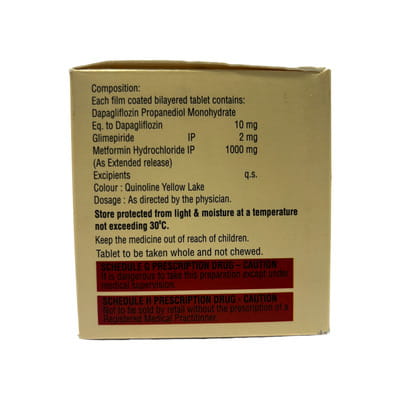 Composition:
Each film coated bilayered tablet contains:
Dapagliflozin Propanediol Monohydrate
Eq. to Dapagliflozin 10 mg
Glimepiride IP 2 mg
Metformin Hydrochloride IP 1000 mg
(As Extended release)
Excipients q.s.
Colour : Quinoline Yellow Lake
Dosage : As directed by the physician.
Store protected from light & moisture at a temperature
not exceeding 30°C.
Keep the medicine out of reach of children.
Tablet to be taken whole and not chewed.
SCHEDULE G PRESCRIPTION DRUG - CAUTION
It is dangerous to take this preparation except under
medical supervision.
SCHEDULE H PRESCRIPTION DRUG - CAUTION
Not to be sold by retail without the prescription of a
Registered Medical Practitioner.